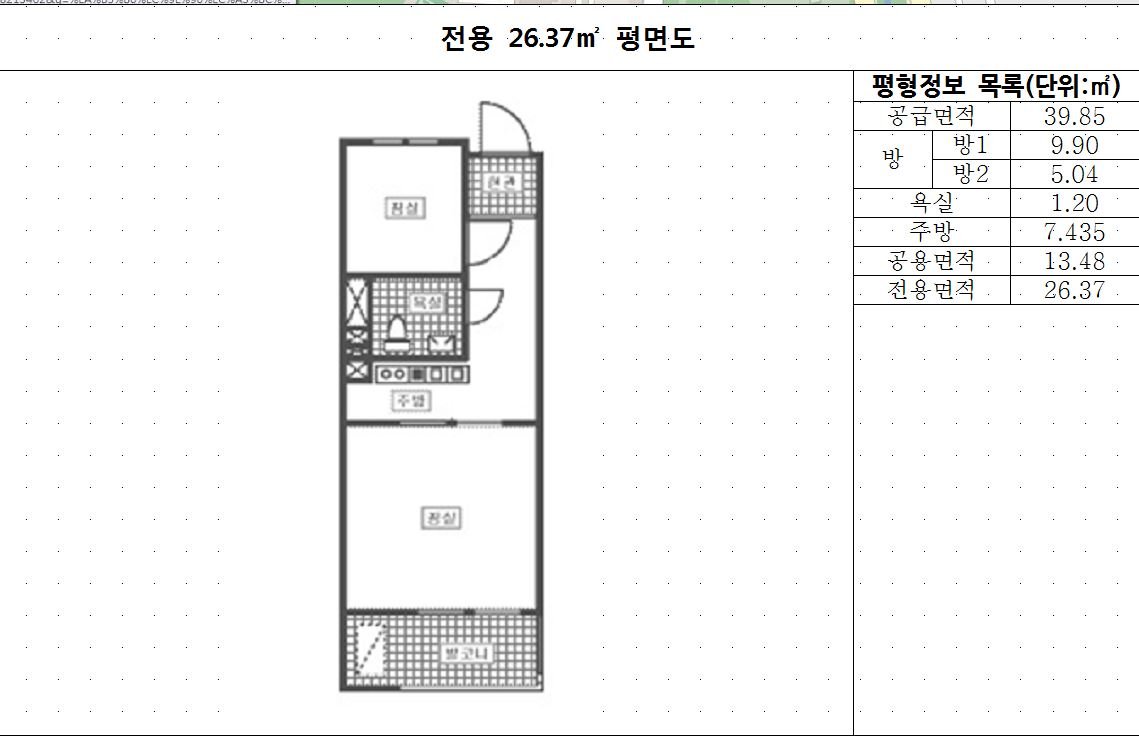 전용 26.37㎡ 평면도
평형정보 목록(단위:㎡)
공급면적 39.85
방 방1 9.90
방2 5.04
욕실 1.20
주방 7.435
공용면적 13.48
전용면적 26.37
현관
침실
욕실
주방
침실
발코니